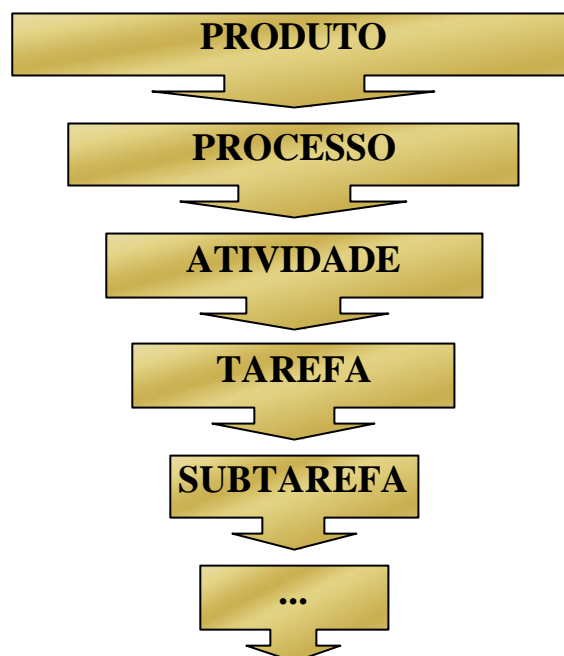 PRODUTO
PROCESSO
ATIVIDADE
TAREFA
SUBTAREFA
...